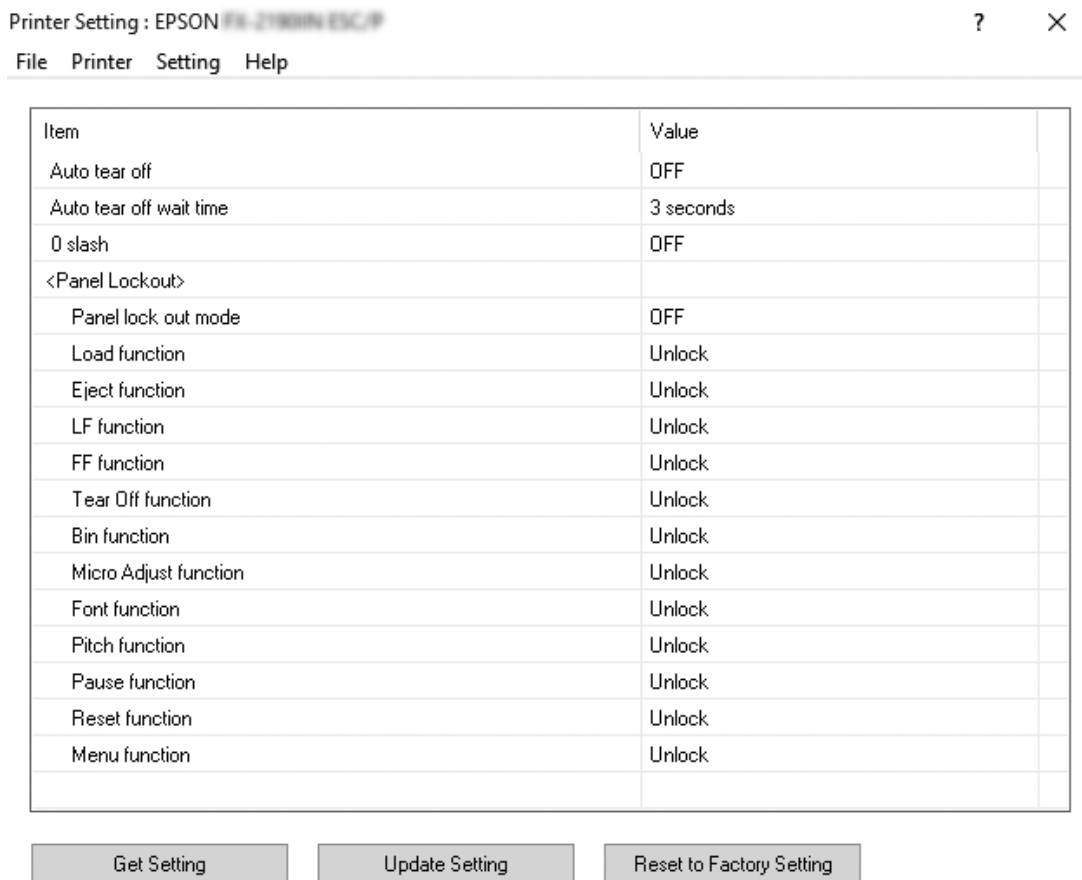 Printer Setting : EPSON
? ×
File Printer Setting Help
Item Value
Auto tear off OFF
Auto tear off wait time 3 seconds
0 slash OFF
<Panel Lockout>
Panel lock out mode OFF
Load function Unlock
Eject function Unlock
LF function Unlock
FF function Unlock
Tear Off function Unlock
Bin function Unlock
Micro Adjust function Unlock
Font function Unlock
Pitch function Unlock
Pause function Unlock
Reset function Unlock
Menu function Unlock
Get Setting Update Setting Reset to Factory Setting